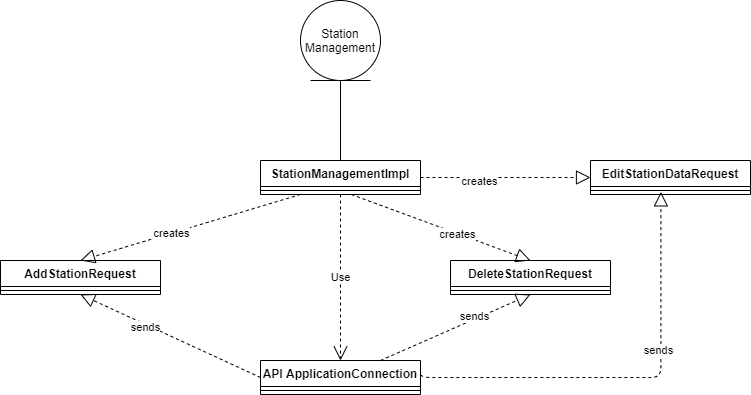 Station
Management
StationManagementImpl
EditStationDataRequest
creates
creates
creates
AddStationRequest
Use
DeleteStationRequest
sends
sends
sends
API ApplicationConnection